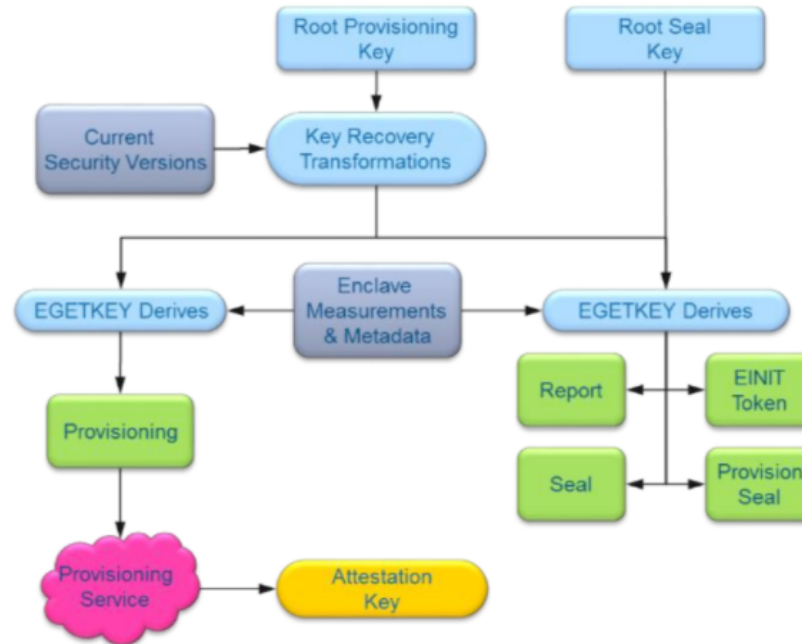 Root Provisioning
Key
Root Seal
Key
Current
Security Versions
Key Recovery
Transformations
EGETKEY Derives
Enclave
Measurements
& Metadata
EGETKEY Derives
Report
EINIT
Token
Provisioning
Seal
Provision
Seal
Provisioning
Service
Attestation
Key